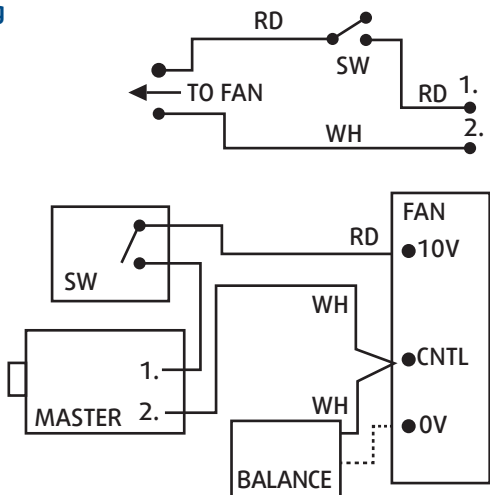 g
RD
SW
TO FAN
RD 1.
WH 2.
FAN
RD 10V
SW
WH
CNTL
1.
MASTER 2.
WH
0V
BALANCE